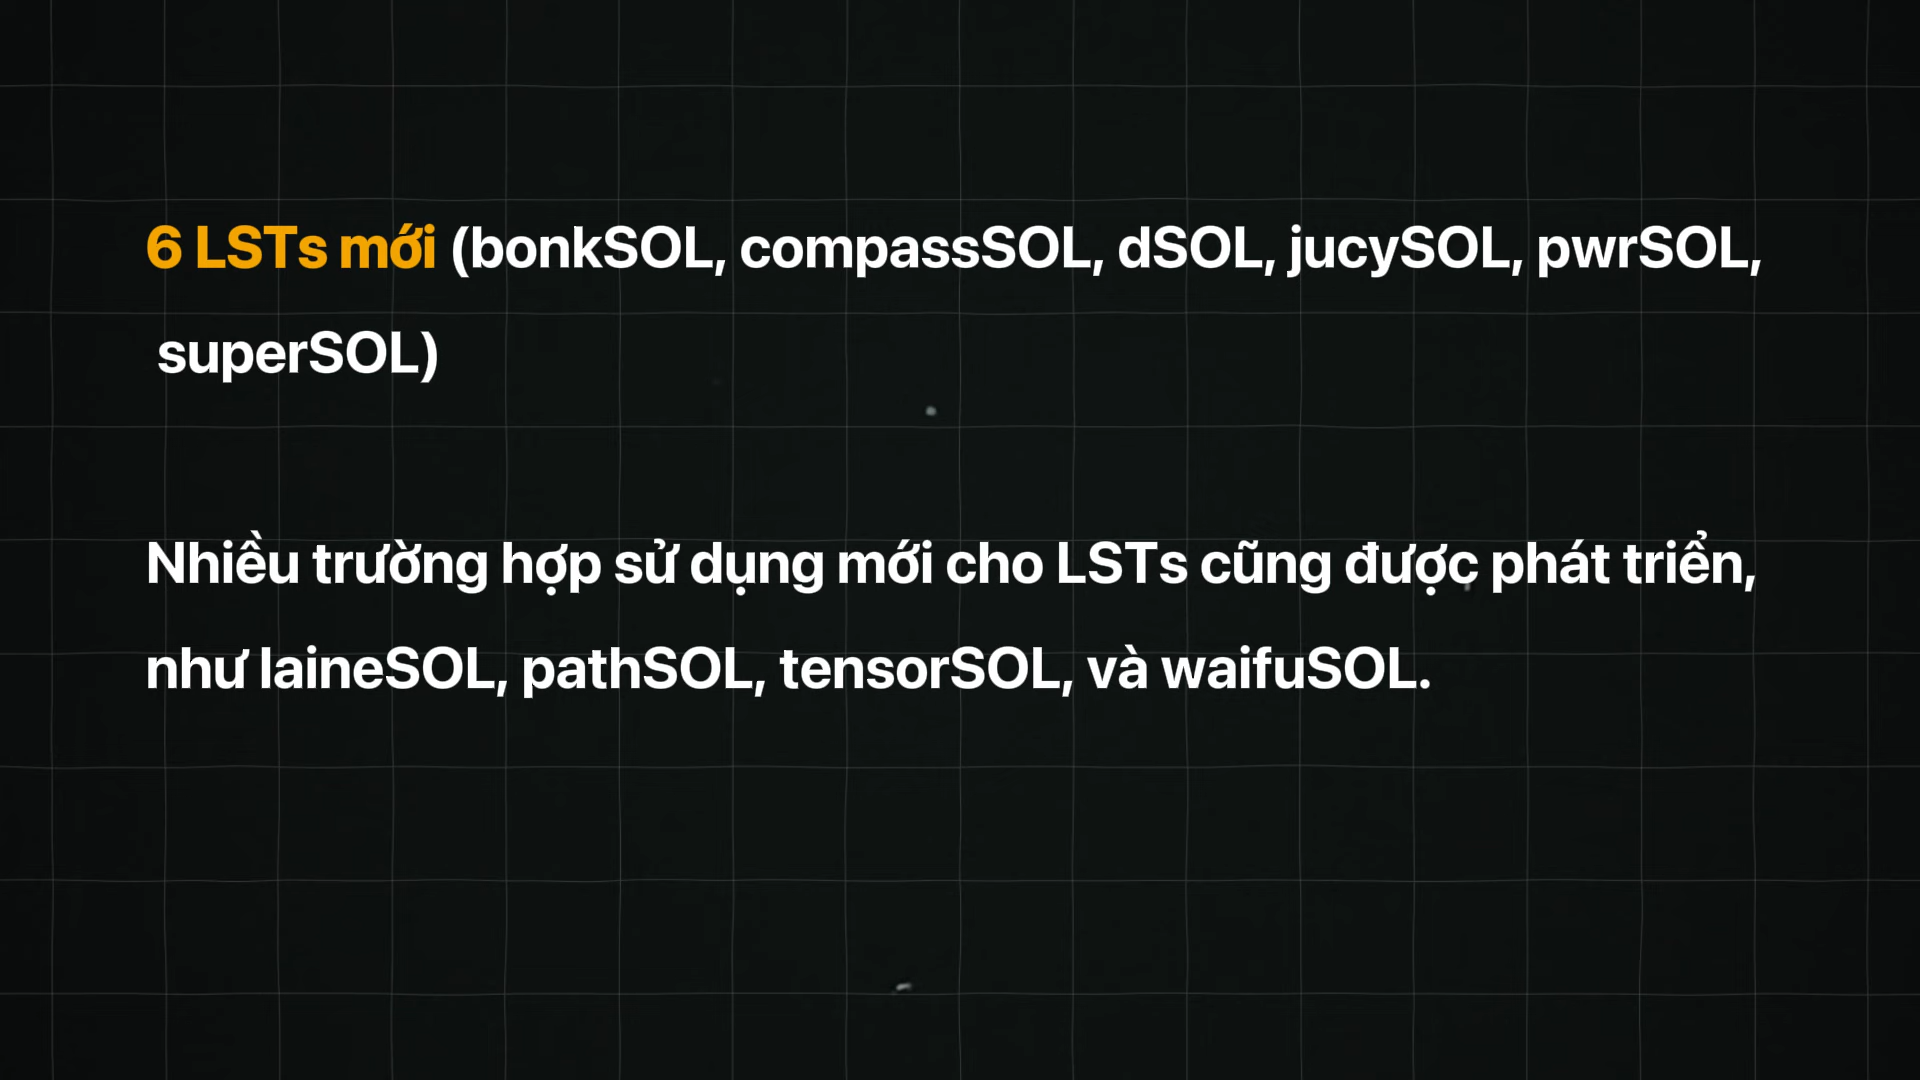 6 LSTs mới (bonkSOL, compassSOL, dSOL, jucySOL, pwrSOL,
superSOL)
Nhiều trường hợp sử dụng mới cho LSTs cũng được phát triển,
như laineSOL, pathSOL, tensorSOL, và waifuSOL.